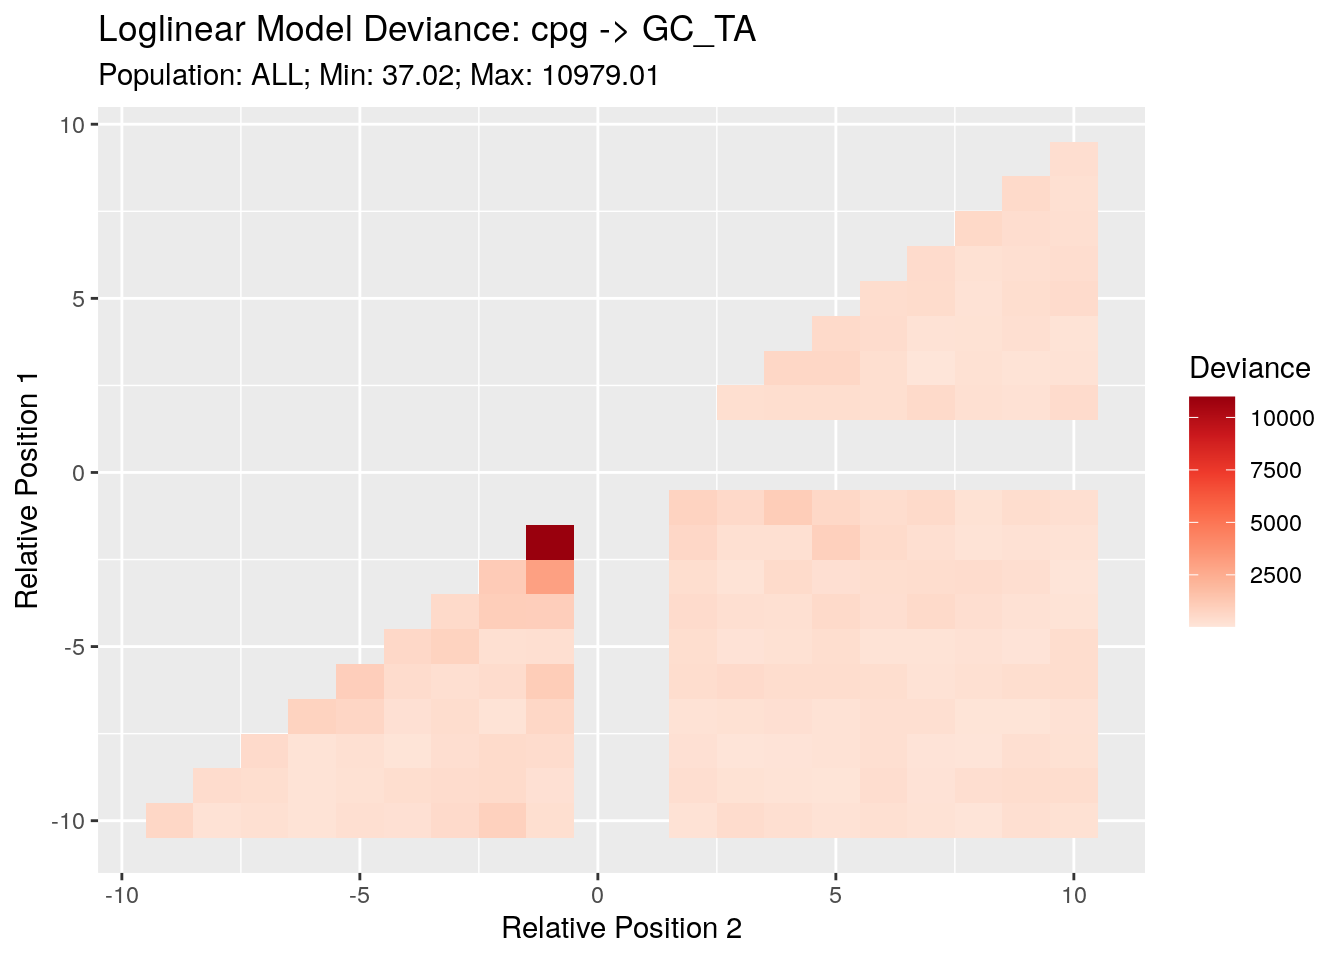 Loglinear Model Deviance: cpg -> GC_TA
Population: ALL; Min: 37.02; Max: 10979.01
10
5
0
-5
-10
Relative Position 1
-10
-5
0
5
10
Relative Position 2
Deviance
10000
7500
5000
2500